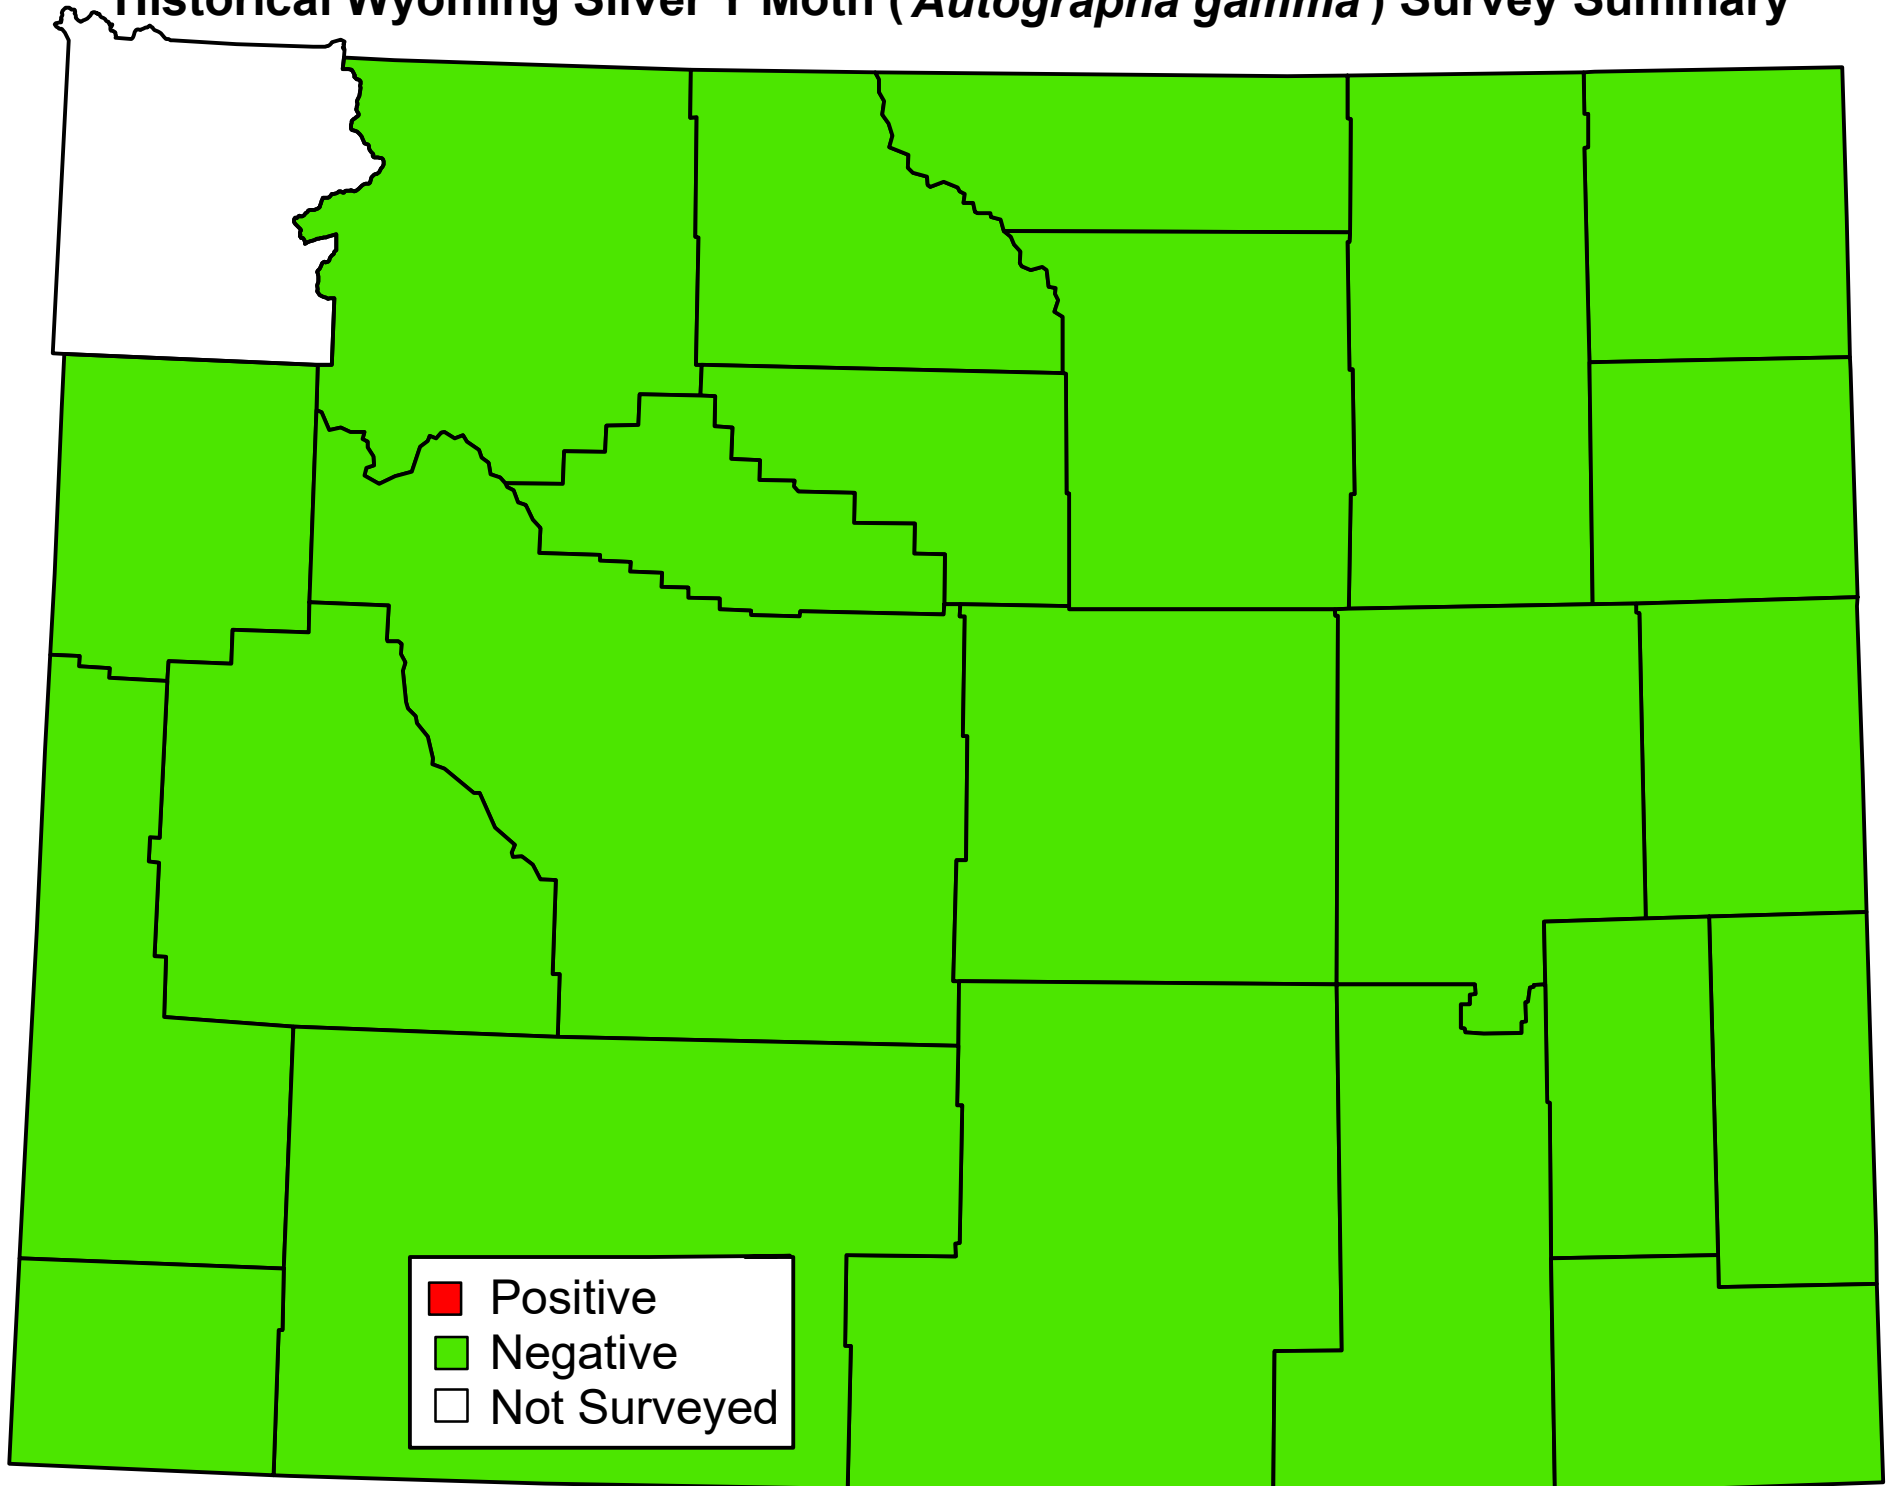 Historical Wyoming Silver Y Moth (Autographa gamma) Survey Summary
Positive
Negative
Not Surveyed